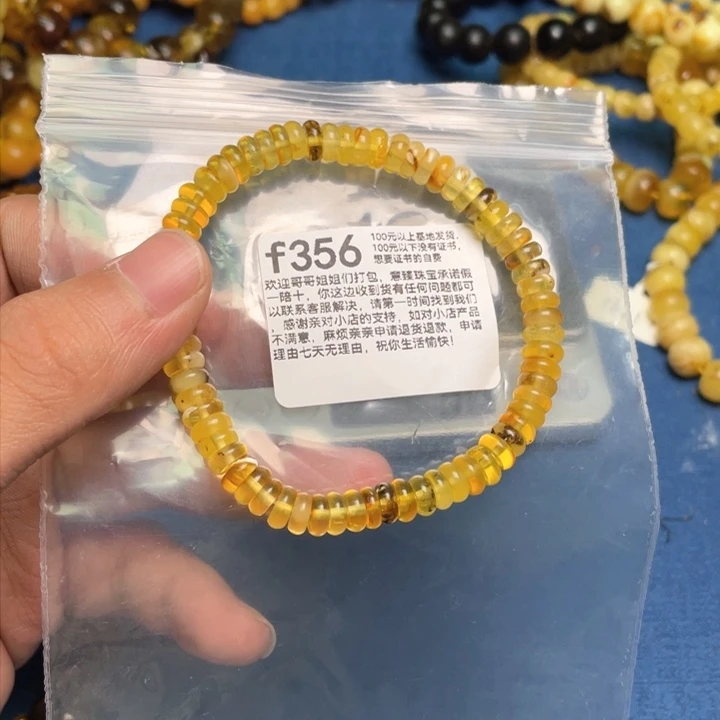 f356
100元以上基地发货,
100元以下没有证书,
想要证书的自费
欢迎哥哥姐姐们打包,慧臻珠宝承诺假
一陪十,你这边收到货有任何问题都可
以联系客服解决,请第一时间找到我们
,感谢亲对小店的支持,如对小店产品
不满意,麻烦亲亲申请退货退款,申请
理由七天无理由,祝你生活愉快!